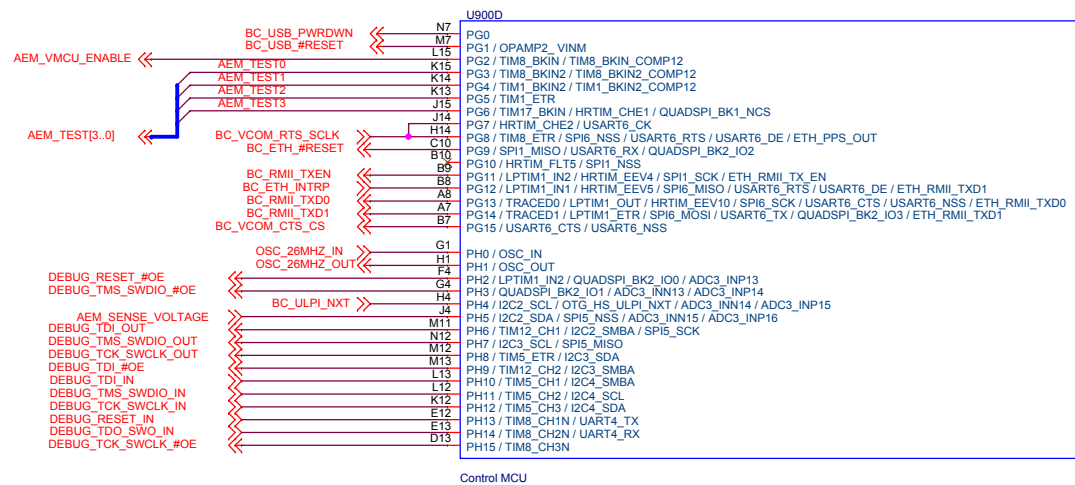 U900D
BC_USB_PWRDWN N7 PG0
BC_USB_#RESET M7 PG1 / OPAMP2_ VINM
AEM_VMCU_ENABLE L15 PG2 / TIM8_BKIN / TIM8_BKIN_COMP12
AEM_TEST0 K15 PG3 / TIM8_BKIN2 / TIM8_BKIN2_COMP12
AEM_TEST1 K14 PG4 / TIM1_BKIN2 / TIM1_BKIN2_COMP12
AEM_TEST2 K13 PG5 / TIM1_ETR
AEM_TEST3 J15 PG6 / TIM17_BKIN / HRTIM_CHE1 / QUADSPI_BK1_NCS
J14 PG7 / HRTIM_CHE2 / USART6_CK
AEM_TEST[3..0] BC_VCOM_RTS_SCLK H14 PG8 / TIM8_ETR / SPI6_NSS / USART6_RTS / USART6_DE / ETH_PPS_OUT
BC_ETH_#RESET C10 PG9 / SPI1_MISO / USART6_RX / QUADSPI_BK2_IO2
B10 PG10 / HRTIM_FLT5 / SPI1_NSS
BC_RMII_TXEN B9 PG11 / LPTIM1_IN2 / HRTIM_EEV4 / SPI1_SCK / ETH_RMII_TX_EN
BC_ETH_INTRP B8 PG12 / LPTIM1_IN1 / HRTIM_EEV5 / SPI6_MISO / USART6_RTS / USART6_DE / ETH_RMII_TXD1
BC_RMII_TXD0 A8 PG13 / TRACED0 / LPTIM1_OUT / HRTIM_EEV10 / SPI6_SCK / USART6_CTS / USART6_NSS / ETH_RMII_TXD0
BC_RMII_TXD1 A7 PG14 / TRACED1 / LPTIM1_ETR / SPI6_MOSI / USART6_TX / QUADSPI_BK2_IO3 / ETH_RMII_TXD1
BC_VCOM_CTS_CS B7 PG15 / USART6_CTS / USART6_NSS
OSC_26MHZ_IN G1 PH0 / OSC_IN
OSC_26MHZ_OUT H1 PH1 / OSC_OUT
DEBUG_RESET_#OE F4 PH2 / LPTIM1_IN2 / QUADSPI_BK2_IO0 / ADC3_INP13
DEBUG_TMS_SWDIO_#OE G4 PH3 / QUADSPI_BK2_IO1 / ADC3_INN13 / ADC3_INP14
BC_ULPI_NXT H4 PH4 / I2C2_SCL / OTG_HS_ULPI_NXT / ADC3_INN14 / ADC3_INP15
AEM_SENSE_VOLTAGE J4 PH5 / I2C2_SDA / SPI5_NSS / ADC3_INN15 / ADC3_INP16
DEBUG_TDI_OUT M11 PH6 / TIM12_CH1 / I2C2_SMBA / SPI5_SCK
DEBUG_TMS_SWDIO_OUT N12 PH7 / I2C3_SCL / SPI5_MISO
DEBUG_TCK_SWCLK_OUT M12 PH8 / TIM5_ETR / I2C3_SDA
DEBUG_TDI_#OE M13 PH9 / TIM12_CH2 / I2C3_SMBA
DEBUG_TDI_IN L13 PH10 / TIM5_CH1 / I2C4_SMBA
DEBUG_TMS_SWDIO_IN L12 PH11 / TIM5_CH2 / I2C4_SCL
DEBUG_TCK_SWCLK_IN K12 PH12 / TIM5_CH3 / I2C4_SDA
DEBUG_RESET_IN E12 PH13 / TIM8_CH1N / UART4_TX
DEBUG_TDO_SWO_IN E13 PH14 / TIM8_CH2N / UART4_RX
DEBUG_TCK_SWCLK_#OE D13 PH15 / TIM8_CH3N
Control MCU